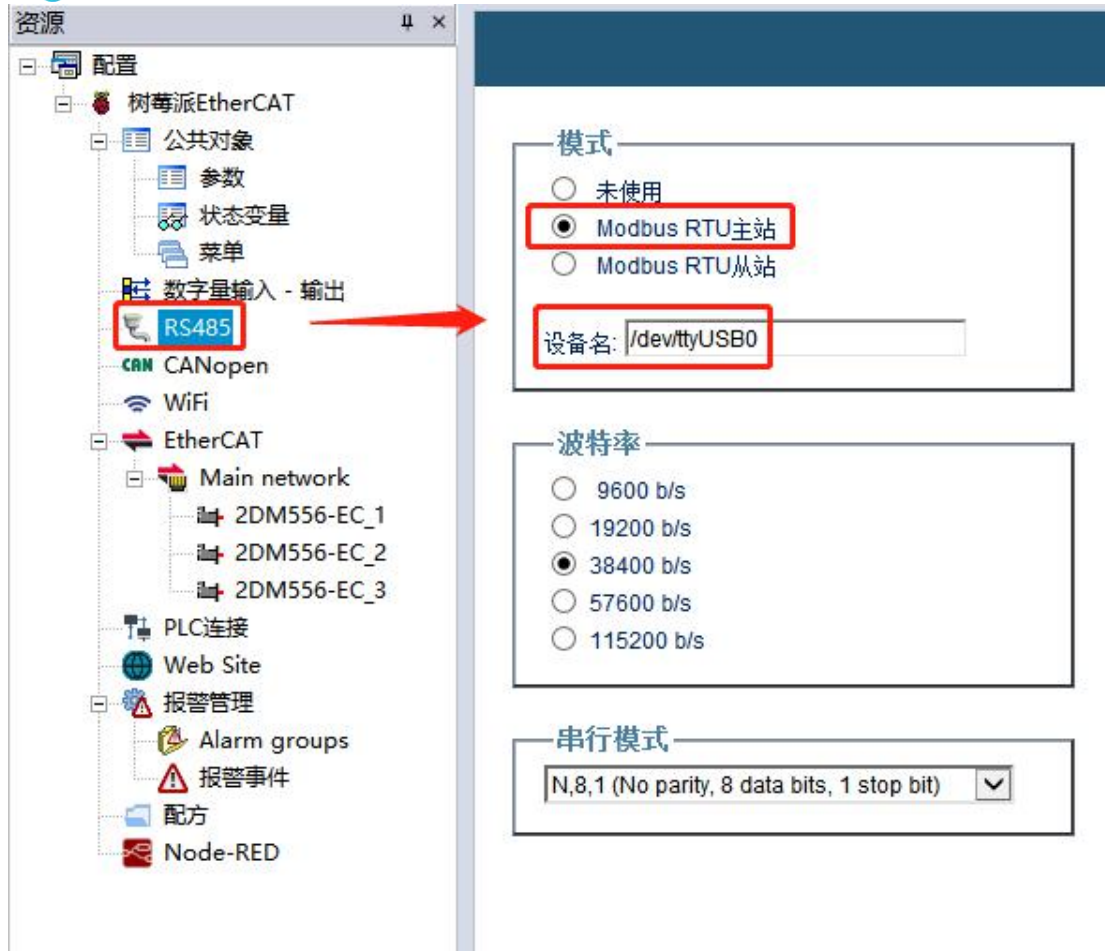 资源
配置
树莓派EtherCAT
公共对象
参数
状态变量
菜单
数字量输入 - 输出
RS485
CAN CANopen
WiFi
EtherCAT
Main network
2DM556-EC_1
2DM556-EC_2
2DM556-EC_3
PLC连接
Web Site
报警管理
Alarm groups
报警事件
配方
Node-RED
模式
未使用
Modbus RTU主站
Modbus RTU从站
设备名: /dev/ttyUSB0
波特率
9600 b/s
19200 b/s
38400 b/s
57600 b/s
115200 b/s
串行模式
N,8,1 (No parity, 8 data bits, 1 stop bit)